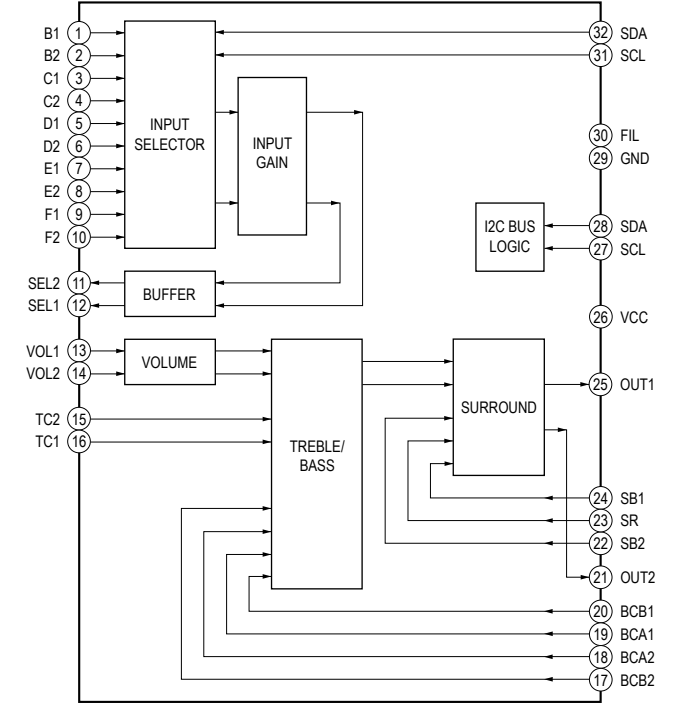 B1 1
B2 2
C1 3
C2 4
D1 5
D2 6
E1 7
E2 8
F1 9
F2 10
SEL2 11
SEL1 12
VOL1 13
VOL2 14
TC2 15
TC1 16
INPUT
SELECTOR
INPUT
GAIN
BUFFER
VOLUME
TREBLE/
BASS
I2C BUS
LOGIC
SURROUND
32 SDA
31 SCL
30 FIL
29 GND
28 SDA
27 SCL
26 VCC
25 OUT1
24 SB1
23 SR
22 SB2
21 OUT2
20 BCB1
19 BCA1
18 BCA2
17 BCB2